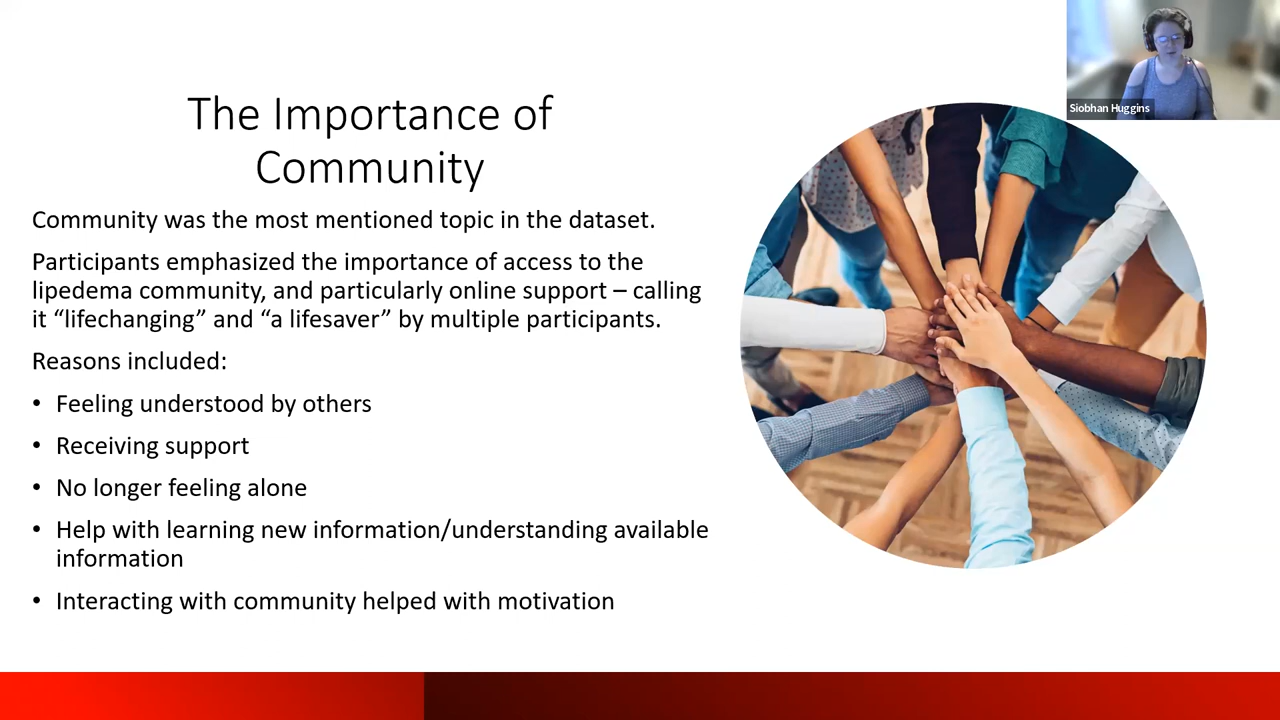 Siobhan Huggins
The Importance of
Community
Community was the most mentioned topic in the dataset.
Participants emphasized the importance of access to the
lipedema community, and particularly online support – calling
it “lifechanging” and “a lifesaver” by multiple participants.
Reasons included:
• Feeling understood by others
• Receiving support
• No longer feeling alone
• Help with learning new information/understanding available
information
• Interacting with community helped with motivation